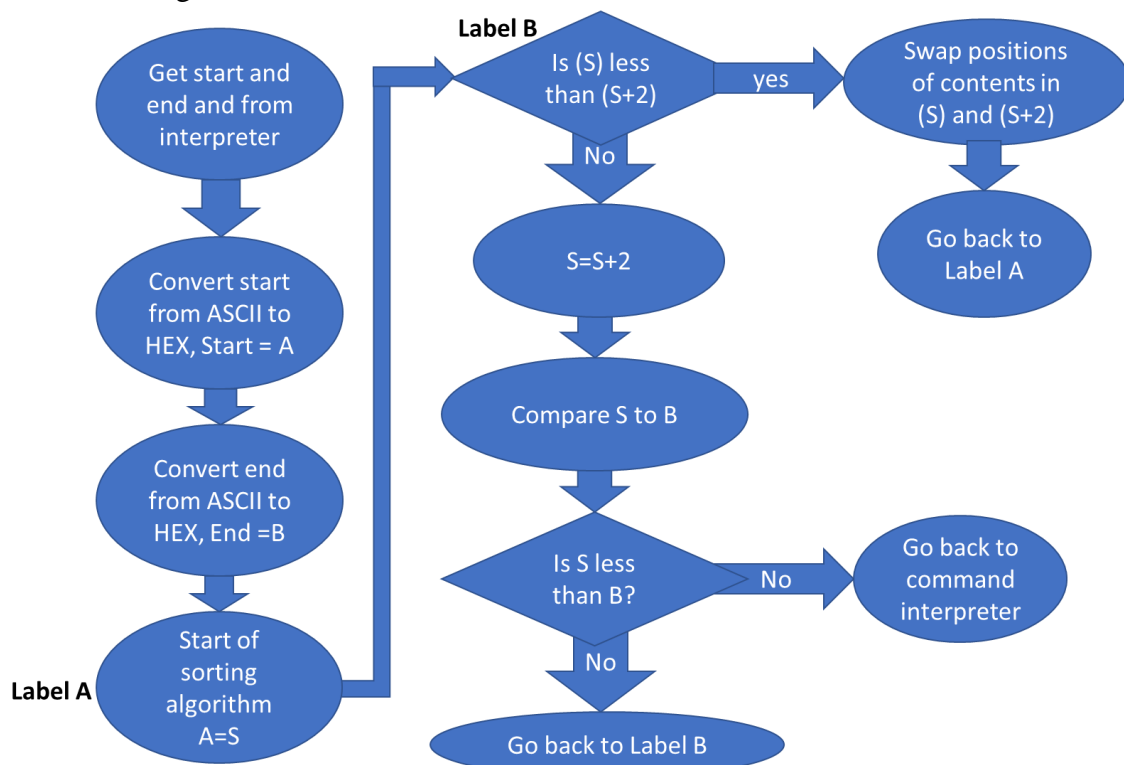 Get start and
end and from
interpreter
Convert start
from ASCII to
HEX, Start = A
Convert end
from ASCII to
HEX, End =B
Label A
Start of
sorting
algorithm
A=S
Label B
Is (S) less
than (S+2)
yes
Swap positions
of contents in
(S) and (S+2)
Go back to
Label A
No
S=S+2
Compare S to B
Is S less
than B?
No
Go back to
command
interpreter
No
Go back to Label B